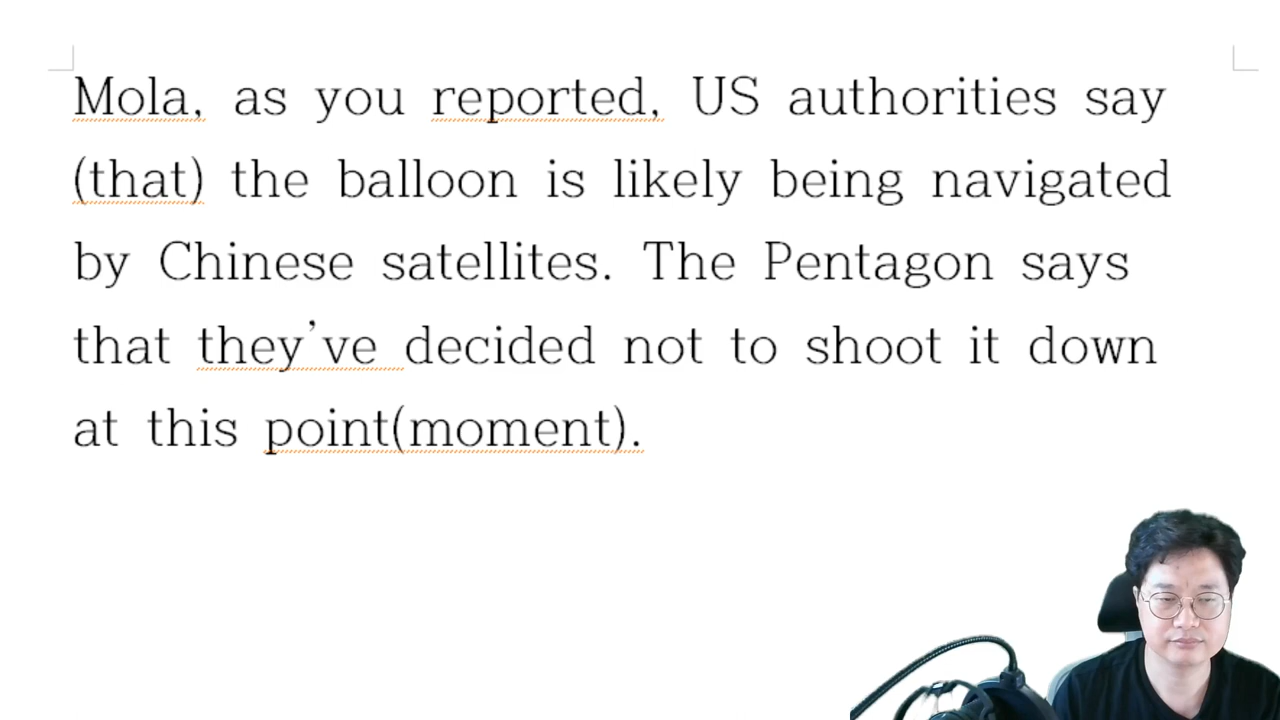 Mola, as you reported, US authorities say
(that) the balloon is likely being navigated
by Chinese satellites. The Pentagon says
that they've decided not to shoot it down
at this point(moment).